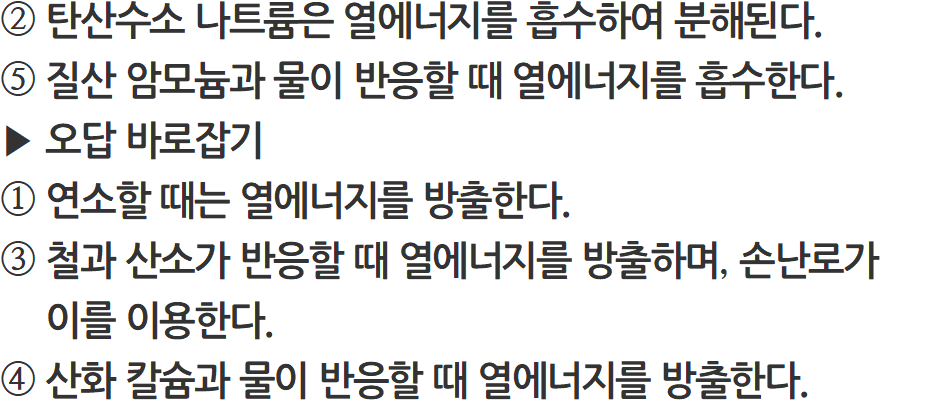 ② 탄산수소 나트륨은 열에너지를 흡수하여 분해된다.
⑤ 질산 암모늄과 물이 반응할 때 열에너지를 흡수한다.
▶ 오답 바로잡기
① 연소할 때는 열에너지를 방출한다.
③ 철과 산소가 반응할 때 열에너지를 방출하며, 손난로가
이를 이용한다.
④ 산화 칼슘과 물이 반응할 때 열에너지를 방출한다.